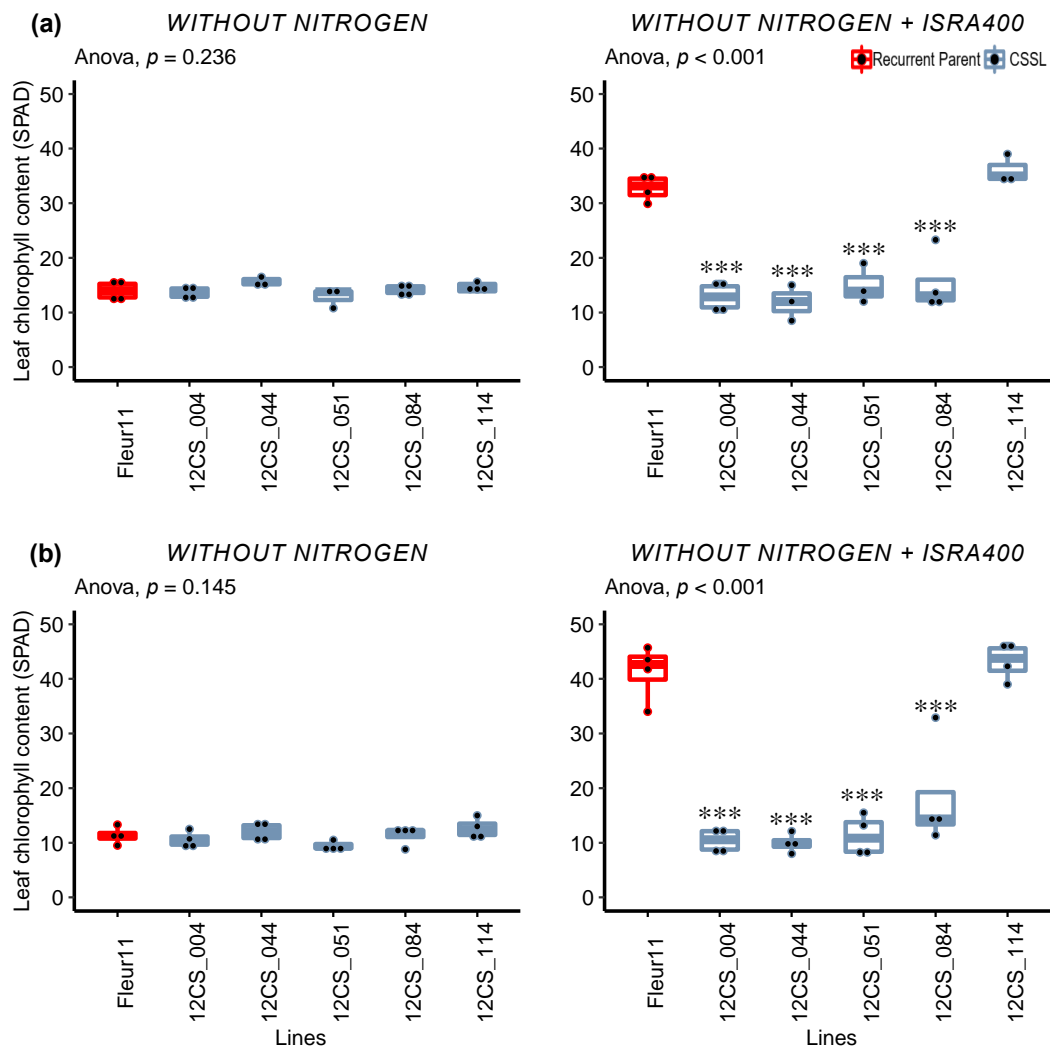 (a)
WITHOUT NITROGEN
WITHOUT NITROGEN + ISRA400
Anova, p = 0.236
Anova, p < 0.001
Recurrent Parent
CSSL
Leaf chlorophyll content (SPAD)
50
40
30
20
10
0
50
40
30
20
10
0
***
***
***
***
Fleur11
12CS_004
12CS_044
12CS_051
12CS_084
12CS_114
Fleur11
12CS_004
12CS_044
12CS_051
12CS_084
12CS_114
(b)
WITHOUT NITROGEN
WITHOUT NITROGEN + ISRA400
Anova, p = 0.145
Anova, p < 0.001
Leaf chlorophyll content (SPAD)
50
40
30
20
10
0
50
40
30
20
10
0
***
***
***
***
Fleur11
12CS_004
12CS_044
12CS_051
12CS_084
12CS_114
Fleur11
12CS_004
12CS_044
12CS_051
12CS_084
12CS_114
Lines
Lines